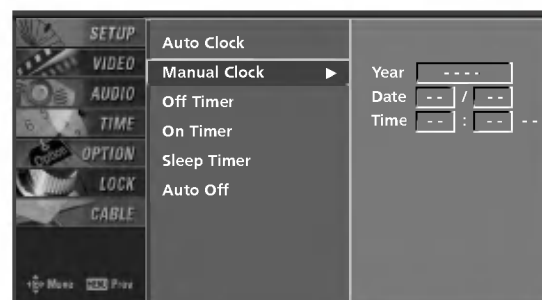 SETUP
VIDEO
AUDIO
TIME
OPTION
LOCK
CABLE
Move MENU Prev
Auto Clock
Manual Clock ▶
Off Timer
On Timer
Sleep Timer
Auto Off
Year - - - -
Date - - / - -
Time - - : - - - -